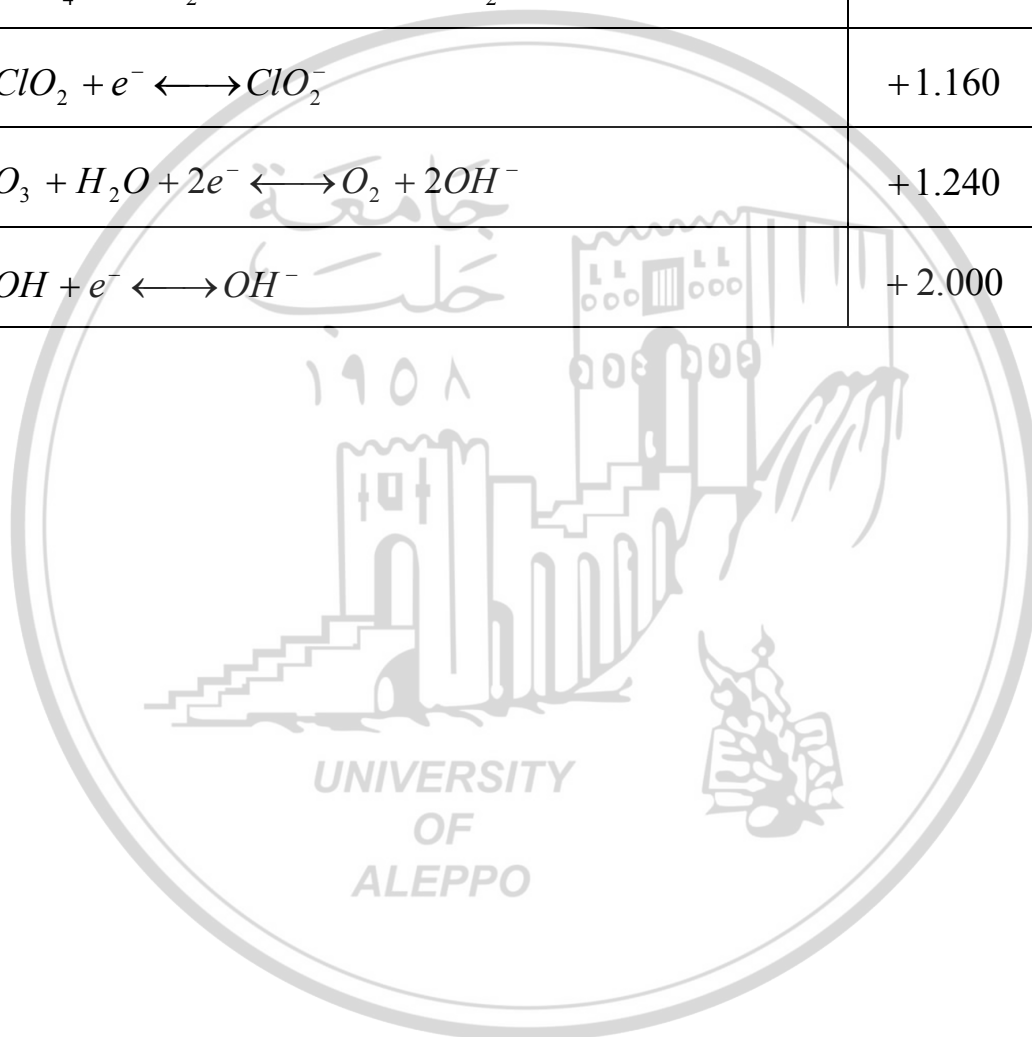 ClO₂ + e⁻ ⟷ ClO₂⁻ +1.160
O₃ + H₂O + 2e⁻ ⟷ O₂ + 2OH⁻ +1.240
OH + e⁻ ⟷ OH⁻ +2.000
جامعة
حلب
١٩٥٨
UNIVERSITY
OF
ALEPPO